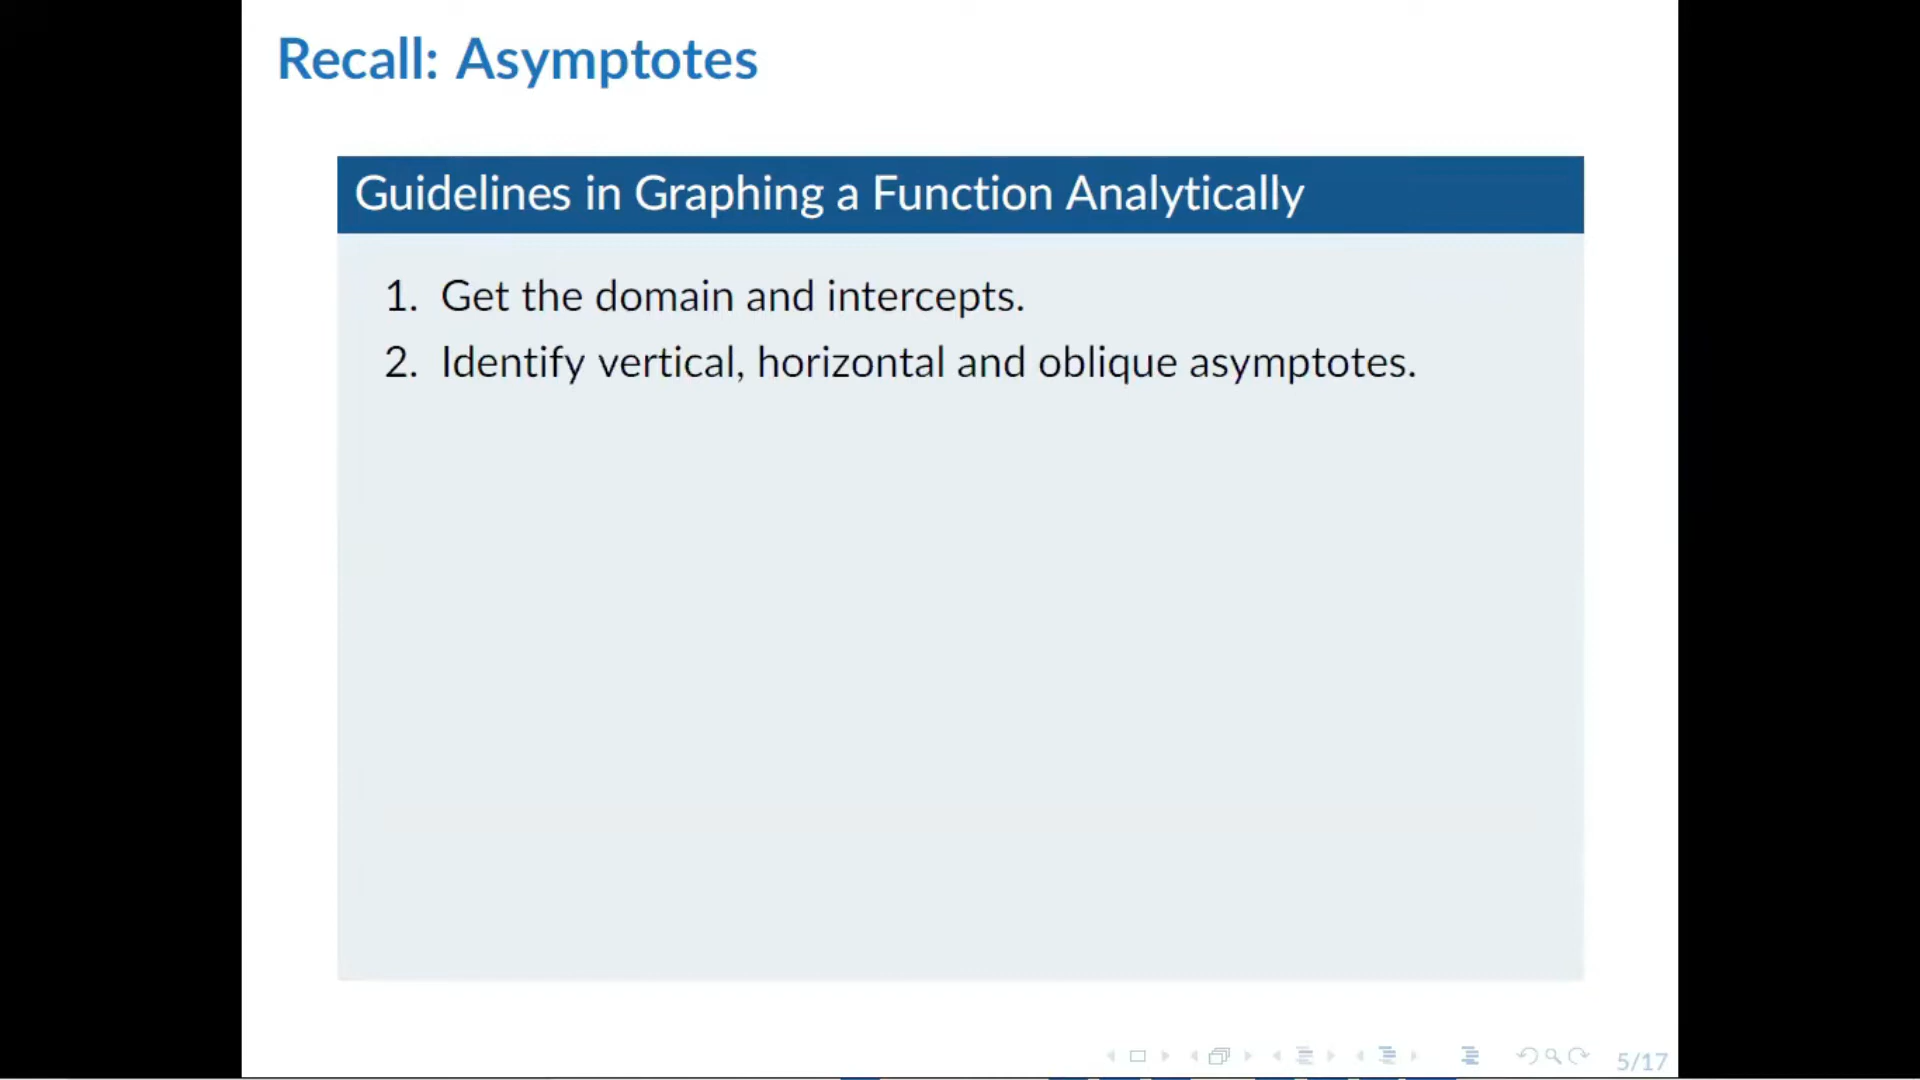 Recall: Asymptotes
Guidelines in Graphing a Function Analytically
1. Get the domain and intercepts.
2. Identify vertical, horizontal and oblique asymptotes.
5/17